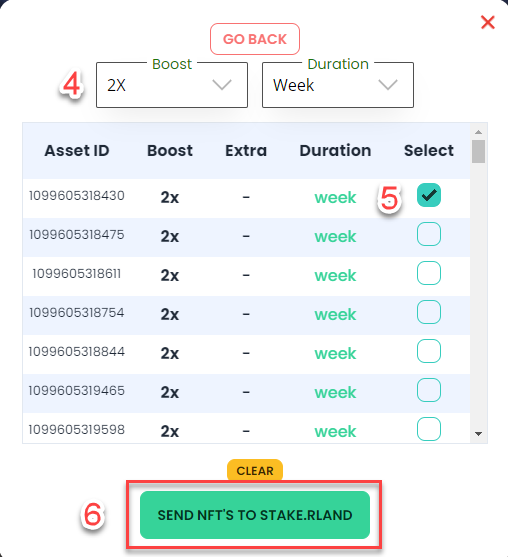 GO BACK
4
Boost
Duration
2X
Week
Asset ID Boost Extra Duration Select
1099605318430 2x - week 5
1099605318475 2x - week
1099605318611 2x - week
1099605318754 2x - week
1099605318844 2x - week
1099605319465 2x - week
1099605319598 2x - week
CLEAR
6 SEND NFT'S TO STAKE.RLAND